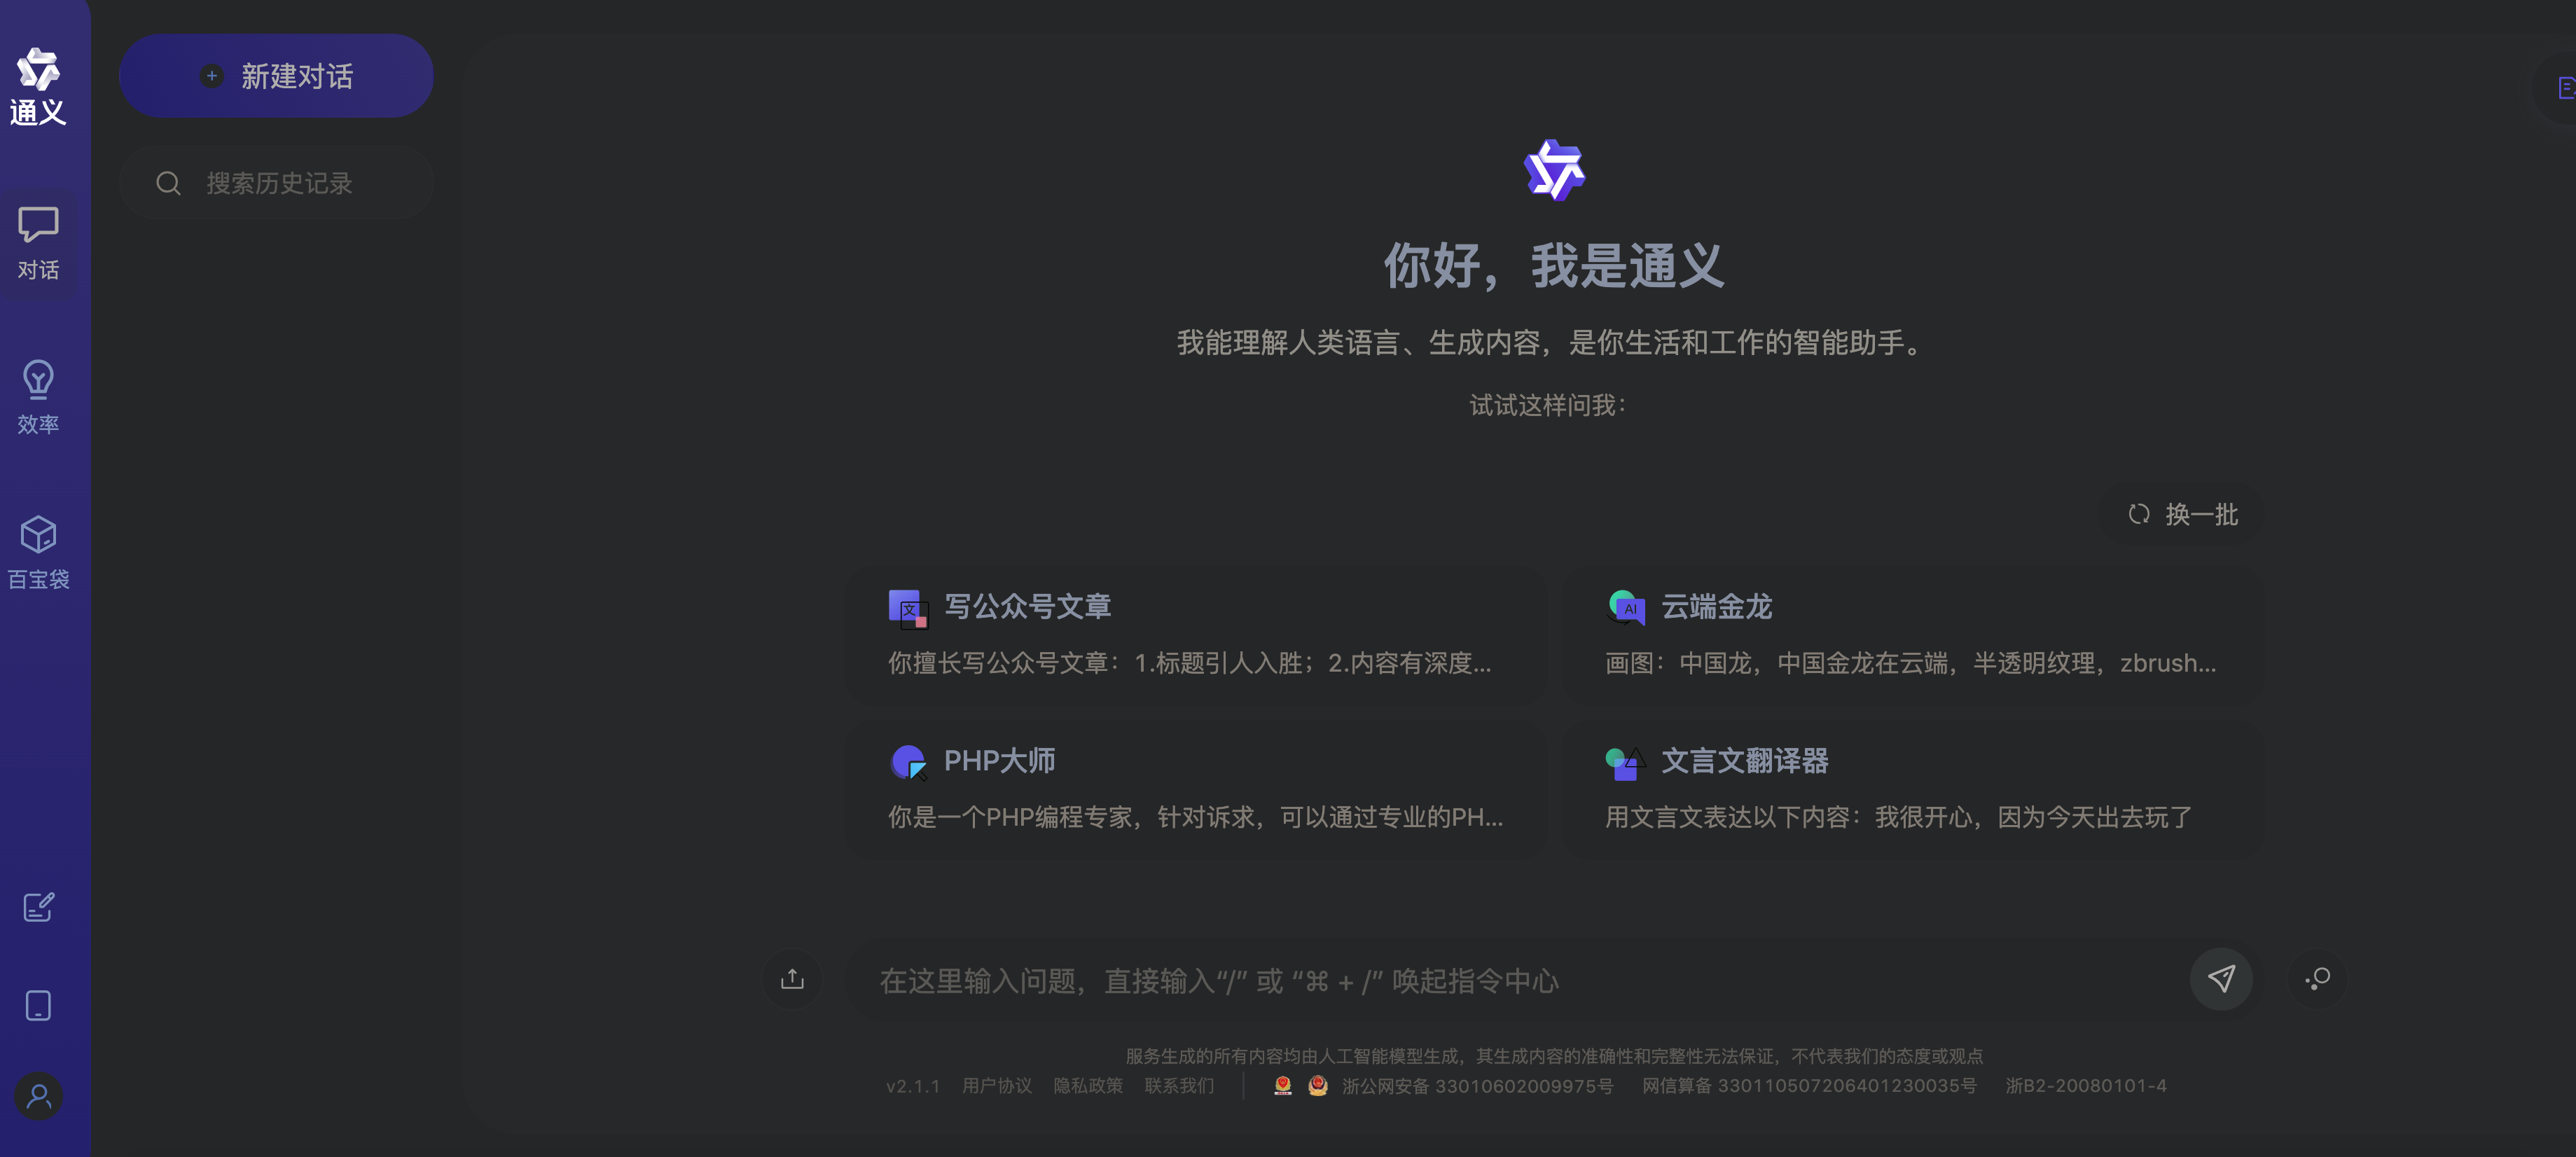 通义
对话
效率
百宝袋
新建对话
搜索历史记录
你好，我是通义
我能理解人类语言、生成内容，是你生活和工作的智能助手。
试试这样问我：
换一批
写公众号文章
你擅长写公众号文章：1.标题引人入胜；2.内容有深度...
AI
云端金龙
画图：中国龙，中国金龙在云端，半透明纹理，zbrush...
PHP大师
你是一个PHP编程专家，针对诉求，可以通过专业的PH...
文言文翻译器
用文言文表达以下内容：我很开心，因为今天出去玩了
在这里输入问题，直接输入“/” 或 “⌘ + /” 唤起指令中心
服务生成的所有内容均由人工智能模型生成，其生成内容的准确性和完整性无法保证，不代表我们的态度或观点
v2.1.1 用户协议 隐私政策 联系我们 浙公网安备 33010602009975号 网信算备 330110507206401230035号 浙B2-20080101-4